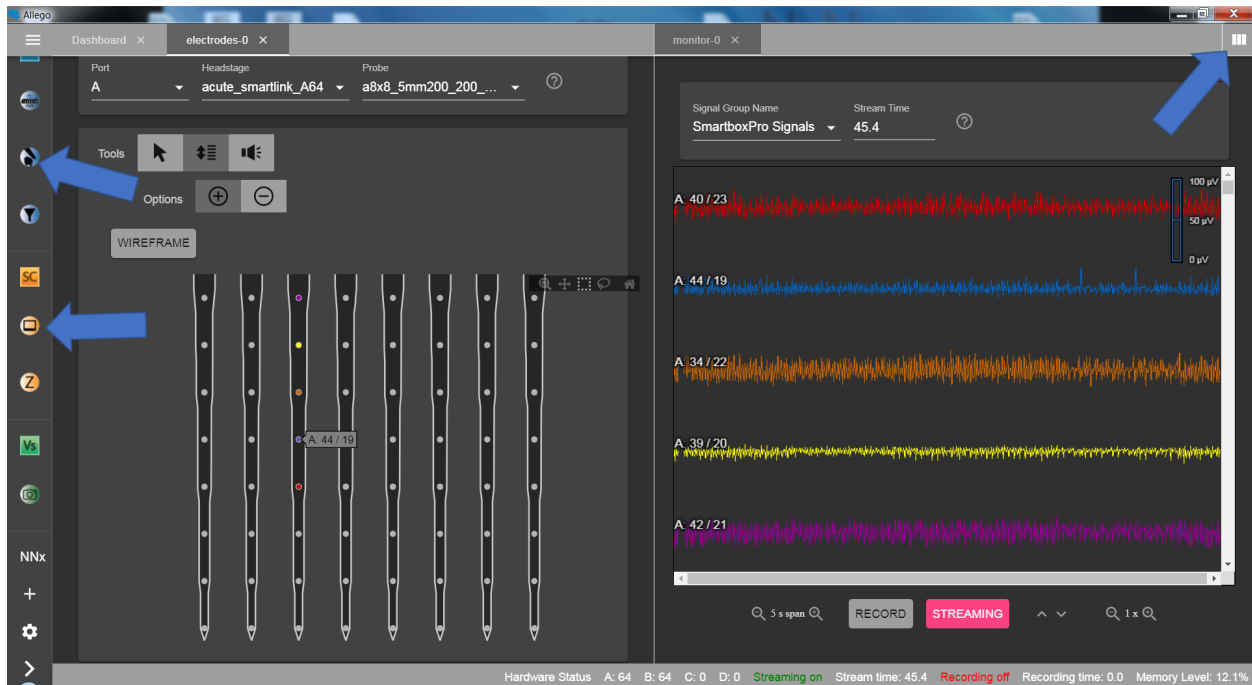 Allego
Dashboard ×
electrodes-0 ×
monitor-0 ×
Port
A
Headstage
acute_smartlink_A64
Probe
a8x8_5mm200_200_...
Tools
Options
WIREFRAME
A: 44 / 19
SC
Z
Vs
NNx
Signal Group Name
SmartboxPro Signals
Stream Time
45.4
100 µV
50 µV
0 µV
A: 40 / 23
A: 44 / 19
A: 34 / 22
A: 39 / 20
A: 42 / 21
5 s span
RECORD
STREAMING
1 x
Hardware Status A: 64 B: 64 C: 0 D: 0 Streaming on Stream time: 45.4 Recording off Recording time: 0.0 Memory Level: 12.1%